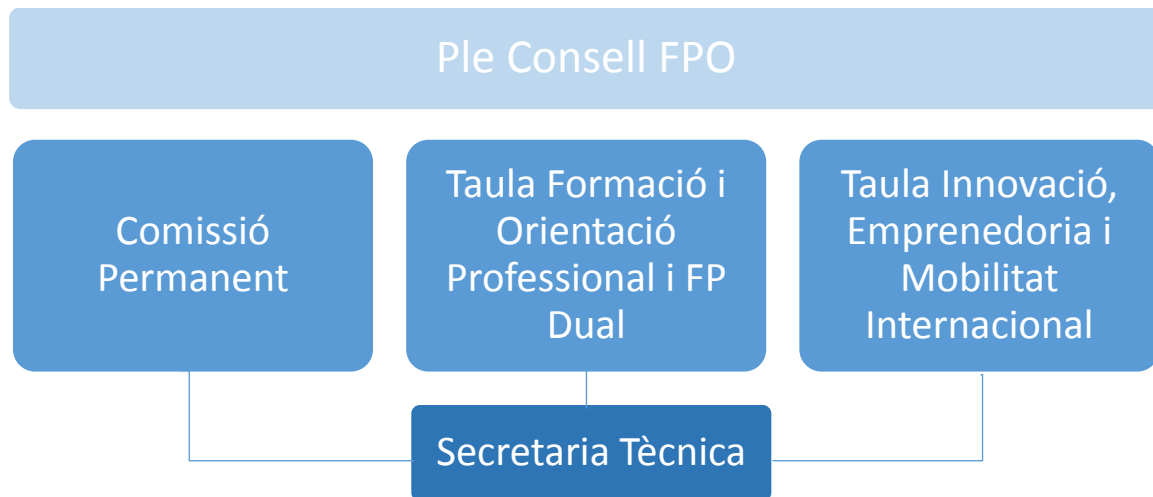 Ple Consell FPO
Comissió
Permanent
Taula Formació i
Orientació
Professional i FP
Dual
Taula Innovació,
Emprenedoria i
Mobilitat
Internacional
Secretaria Tècnica